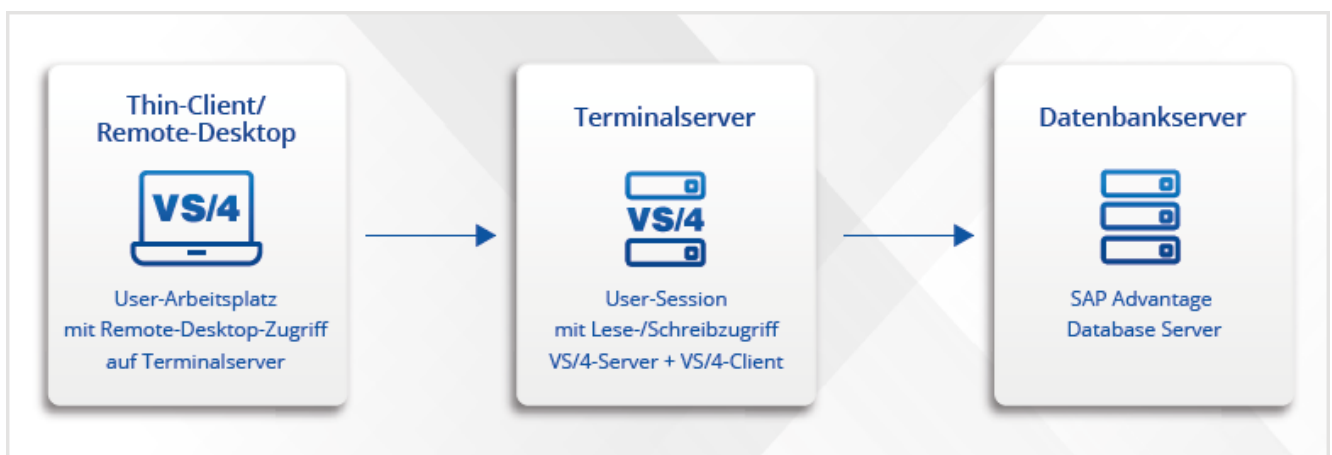 Thin-Client/
Remote-Desktop
VS/4
User-Arbeitsplatz
mit Remote-Desktop-Zugriff
auf Terminalserver
Terminalserver
VS/4
User-Session
mit Lese-/Schreibzugriff
VS/4-Server + VS/4-Client
Datenbankserver
SAP Advantage
Database Server